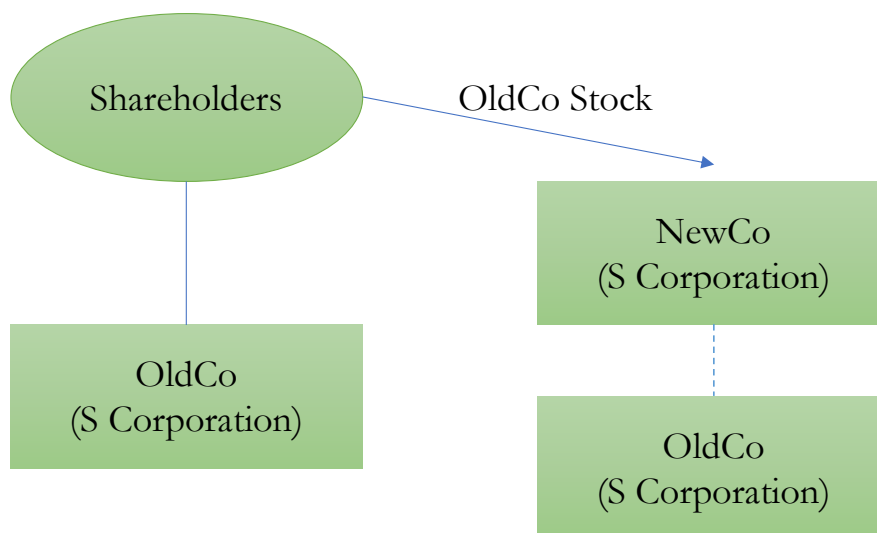 Shareholders
OldCo Stock
NewCo
(S Corporation)
OldCo
(S Corporation)
OldCo
(S Corporation)